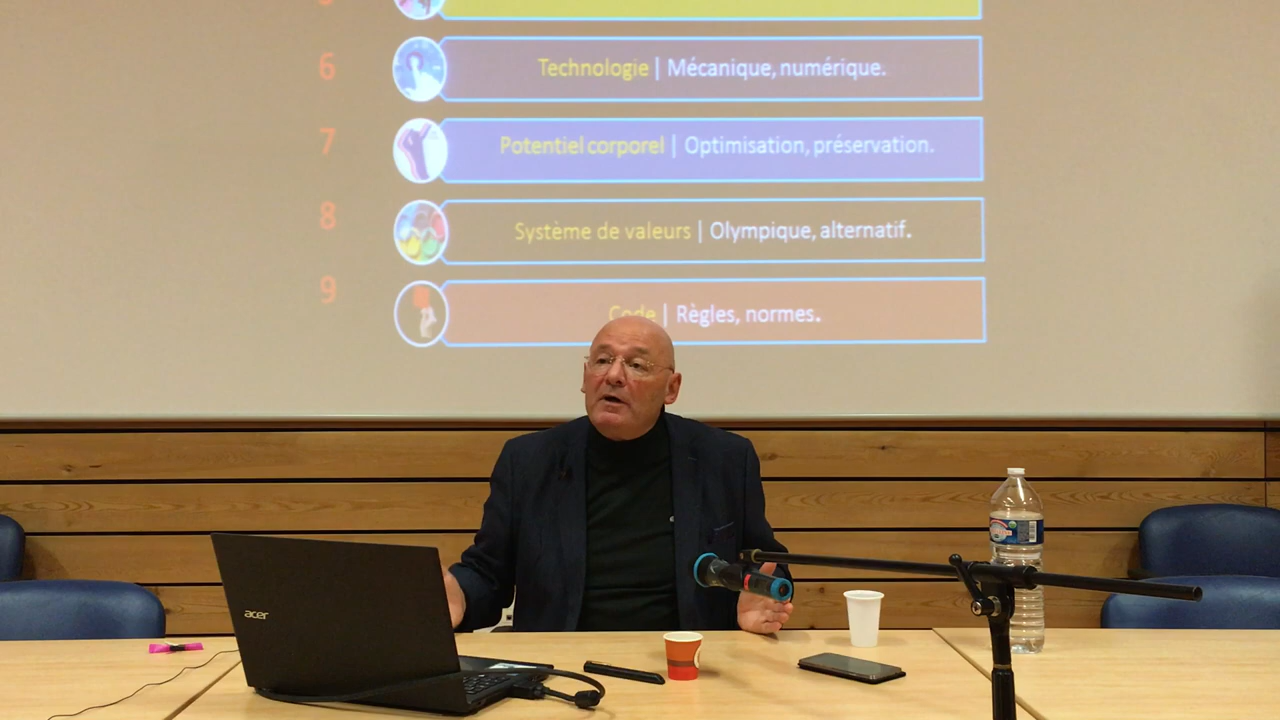 6
Technologie | Mécanique, numérique.
7
Potentiel corporel | Optimisation, préservation.
8
Système de valeurs | Olympique, alternatif.
9
Code | Règles, normes.
acer